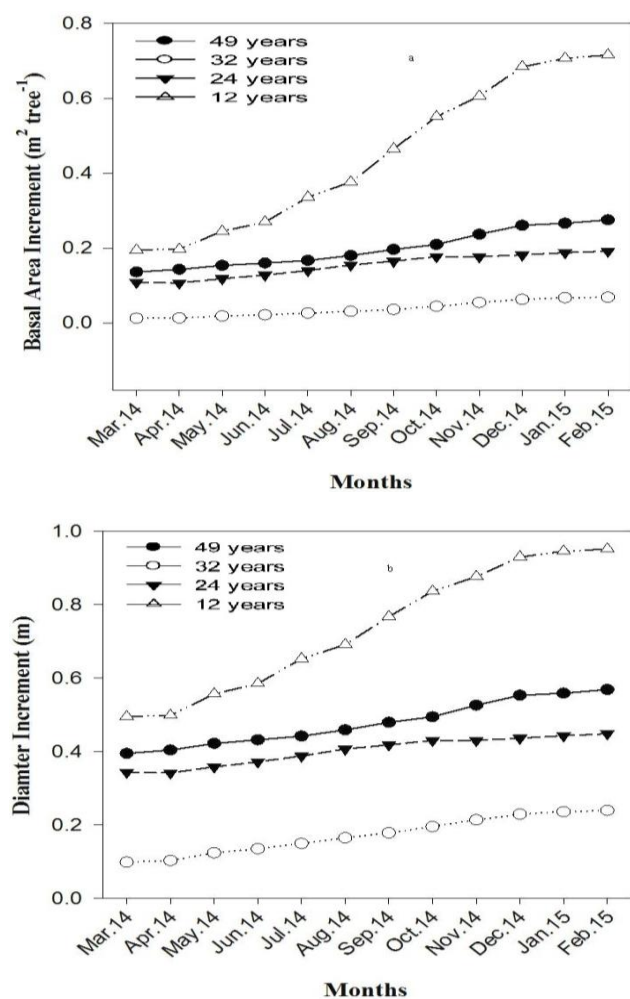 0.8
0.6
0.4
0.2
0.0
Basal Area Increment (m² tree⁻¹)
49 years
32 years
24 years
12 years
a
Mar.14 Apr.14 May.14 Jun.14 Jul.14 Aug.14 Sep.14 Oct.14 Nov.14 Dec.14 Jan.15 Feb.15
Months
1.0
0.8
0.6
0.4
0.2
0.0
Diamter Increment (m)
49 years
32 years
24 years
12 years
b
Mar.14 Apr.14 May.14 Jun.14 Jul.14 Aug.14 Sep.14 Oct.14 Nov.14 Dec.14 Jan.15 Feb.15
Months